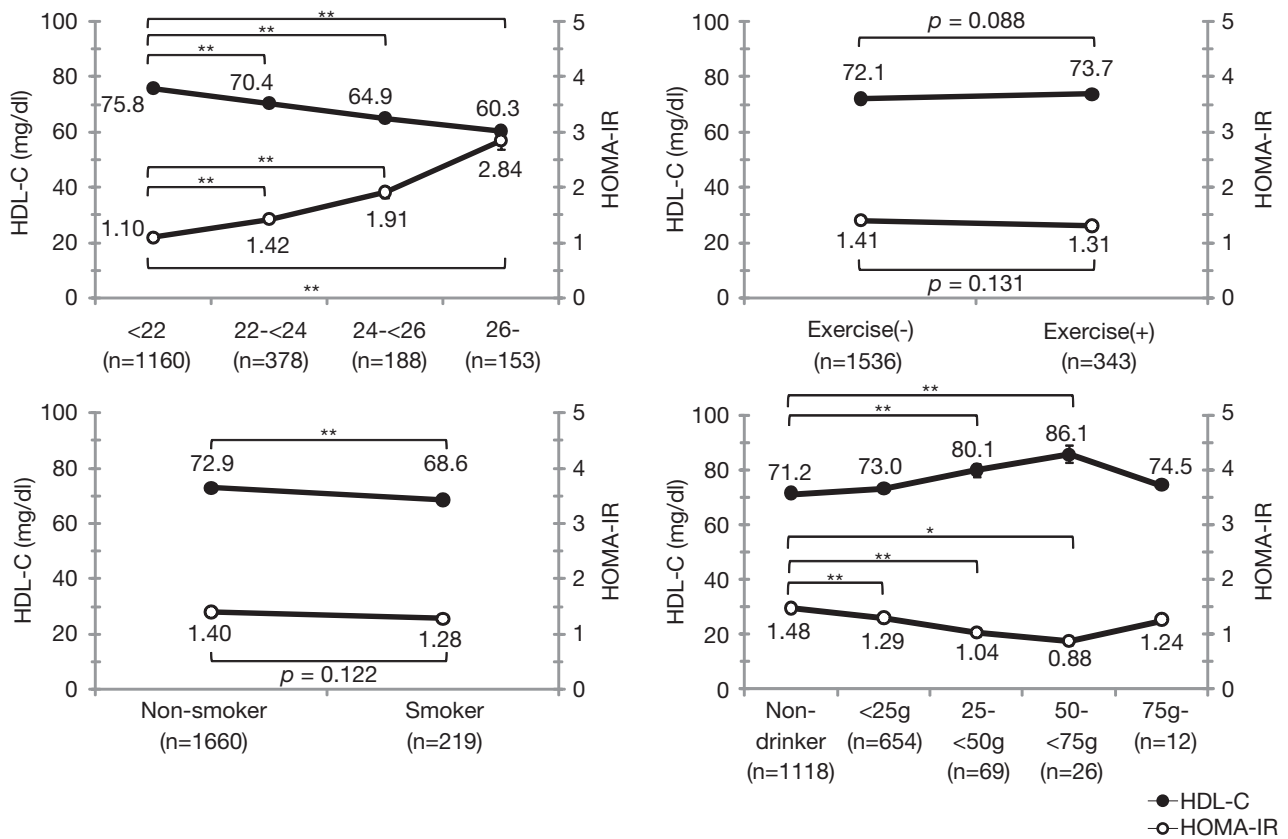 100
80
60
40
20
0
HDL-C (mg/dl)
5
4
3
2
1
0
HOMA-IR
**
**
**
75.8
70.4
64.9
60.3
**
**
1.10
1.42
1.91
2.84
**
<22
(n=1160)
22-<24
(n=378)
24-<26
(n=188)
26-
(n=153)
100
80
60
40
20
0
HDL-C (mg/dl)
5
4
3
2
1
0
HOMA-IR
p = 0.088
72.1
73.7
1.41
1.31
p = 0.131
Exercise(-)
(n=1536)
Exercise(+)
(n=343)
100
80
60
40
20
0
HDL-C (mg/dl)
5
4
3
2
1
0
HOMA-IR
**
72.9
68.6
1.40
1.28
p = 0.122
Non-smoker
(n=1660)
Smoker
(n=219)
100
80
60
40
20
0
HDL-C (mg/dl)
5
4
3
2
1
0
HOMA-IR
**
**
71.2
73.0
80.1
86.1
74.5
*
**
**
1.48
1.29
1.04
0.88
1.24
Non-
drinker
(n=1118)
<25g
(n=654)
25-
<50g
(n=69)
50-
<75g
(n=26)
75g-
(n=12)
HDL-C
HOMA-IR